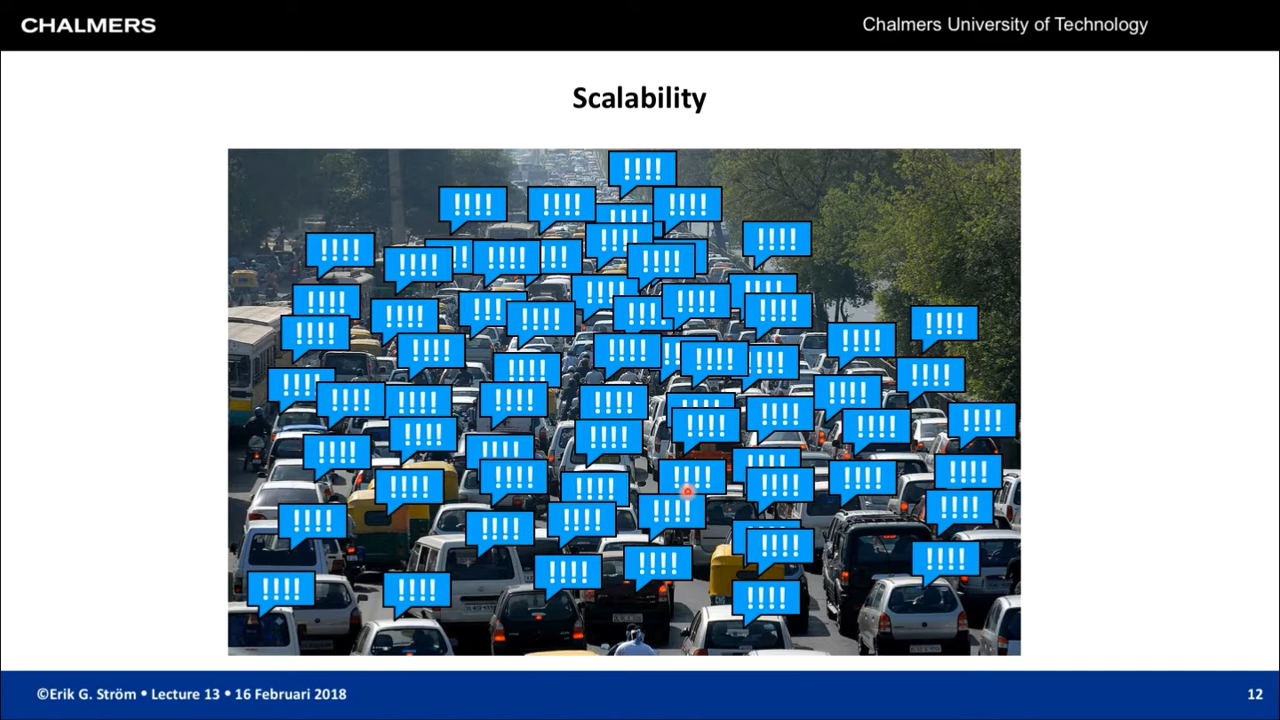 CHALMERS
Chalmers University of Technology
Scalability
!!!!
!!!! !!!! !!!! !!!!
!!!! !!!! !!!! !!!! !!!! !!!! !!!! !!!!
!!!! !!!! !!!! !!!! !!!! !!!! !!!! !!!! !!!!
!!!! !!!! !!!! !!!! !!!! !!!! !!!! !!!!
!!!! !!!! !!!! !!!! !!!! !!!! !!!! !!!!
!!!! !!!! !!!! !!!! !!!! !!!! !!!! !!!!
!!!! !!!! !!!! !!!! !!!! !!!! !!!! !!!!
!!!! !!!! !!!! !!!! !!!!
!!!! !!!! !!!! !!!! !!!! !!!! !!!!
©Erik G. Ström • Lecture 13 • 16 Februari 2018
12